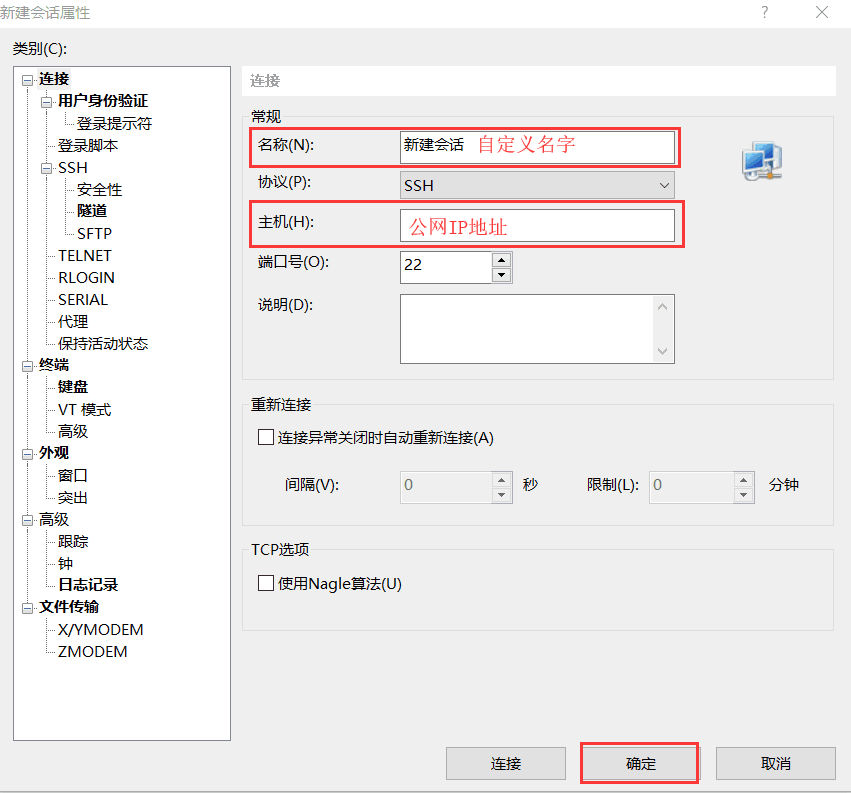 新建会话属性
类别(C):
连接
用户身份验证
登录提示符
登录脚本
SSH
安全性
隧道
SFTP
TELNET
RLOGIN
SERIAL
代理
保持活动状态
终端
键盘
VT 模式
高级
外观
窗口
突出
高级
跟踪
钟
日志记录
文件传输
X/YMODEM
ZMODEM
连接
常规
名称(N): 新建会话 自定义名字
协议(P): SSH
主机(H): 公网IP地址
端口号(O): 22
说明(D):
重新连接
连接异常关闭时自动重新连接(A)
间隔(V): 0 秒 限制(L): 0 分钟
TCP选项
使用Nagle算法(U)
连接 确定 取消